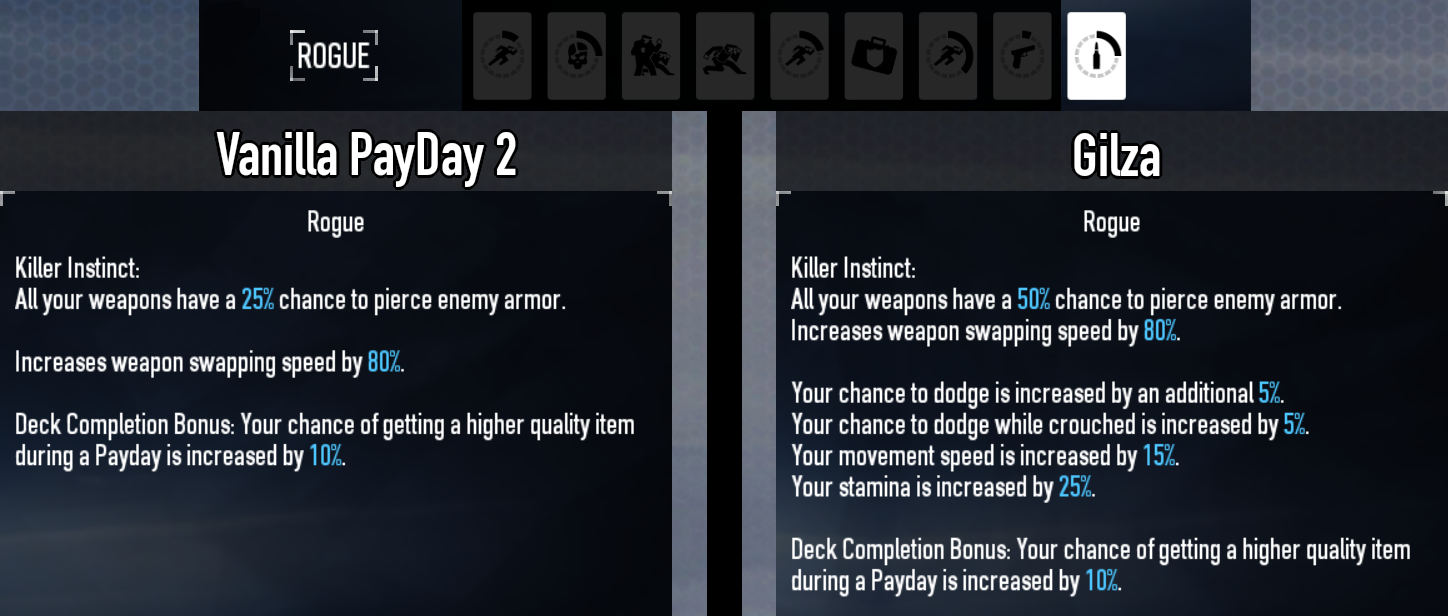 ROGUE
Vanilla PayDay 2
Rogue
Killer Instinct:
All your weapons have a 25% chance to pierce enemy armor.
Increases weapon swapping speed by 80%.
Deck Completion Bonus: Your chance of getting a higher quality item
during a Payday is increased by 10%.
Gilza
Rogue
Killer Instinct:
All your weapons have a 50% chance to pierce enemy armor.
Increases weapon swapping speed by 80%.
Your chance to dodge is increased by an additional 5%.
Your chance to dodge while crouched is increased by 5%.
Your movement speed is increased by 15%.
Your stamina is increased by 25%.
Deck Completion Bonus: Your chance of getting a higher quality item
during a Payday is increased by 10%.